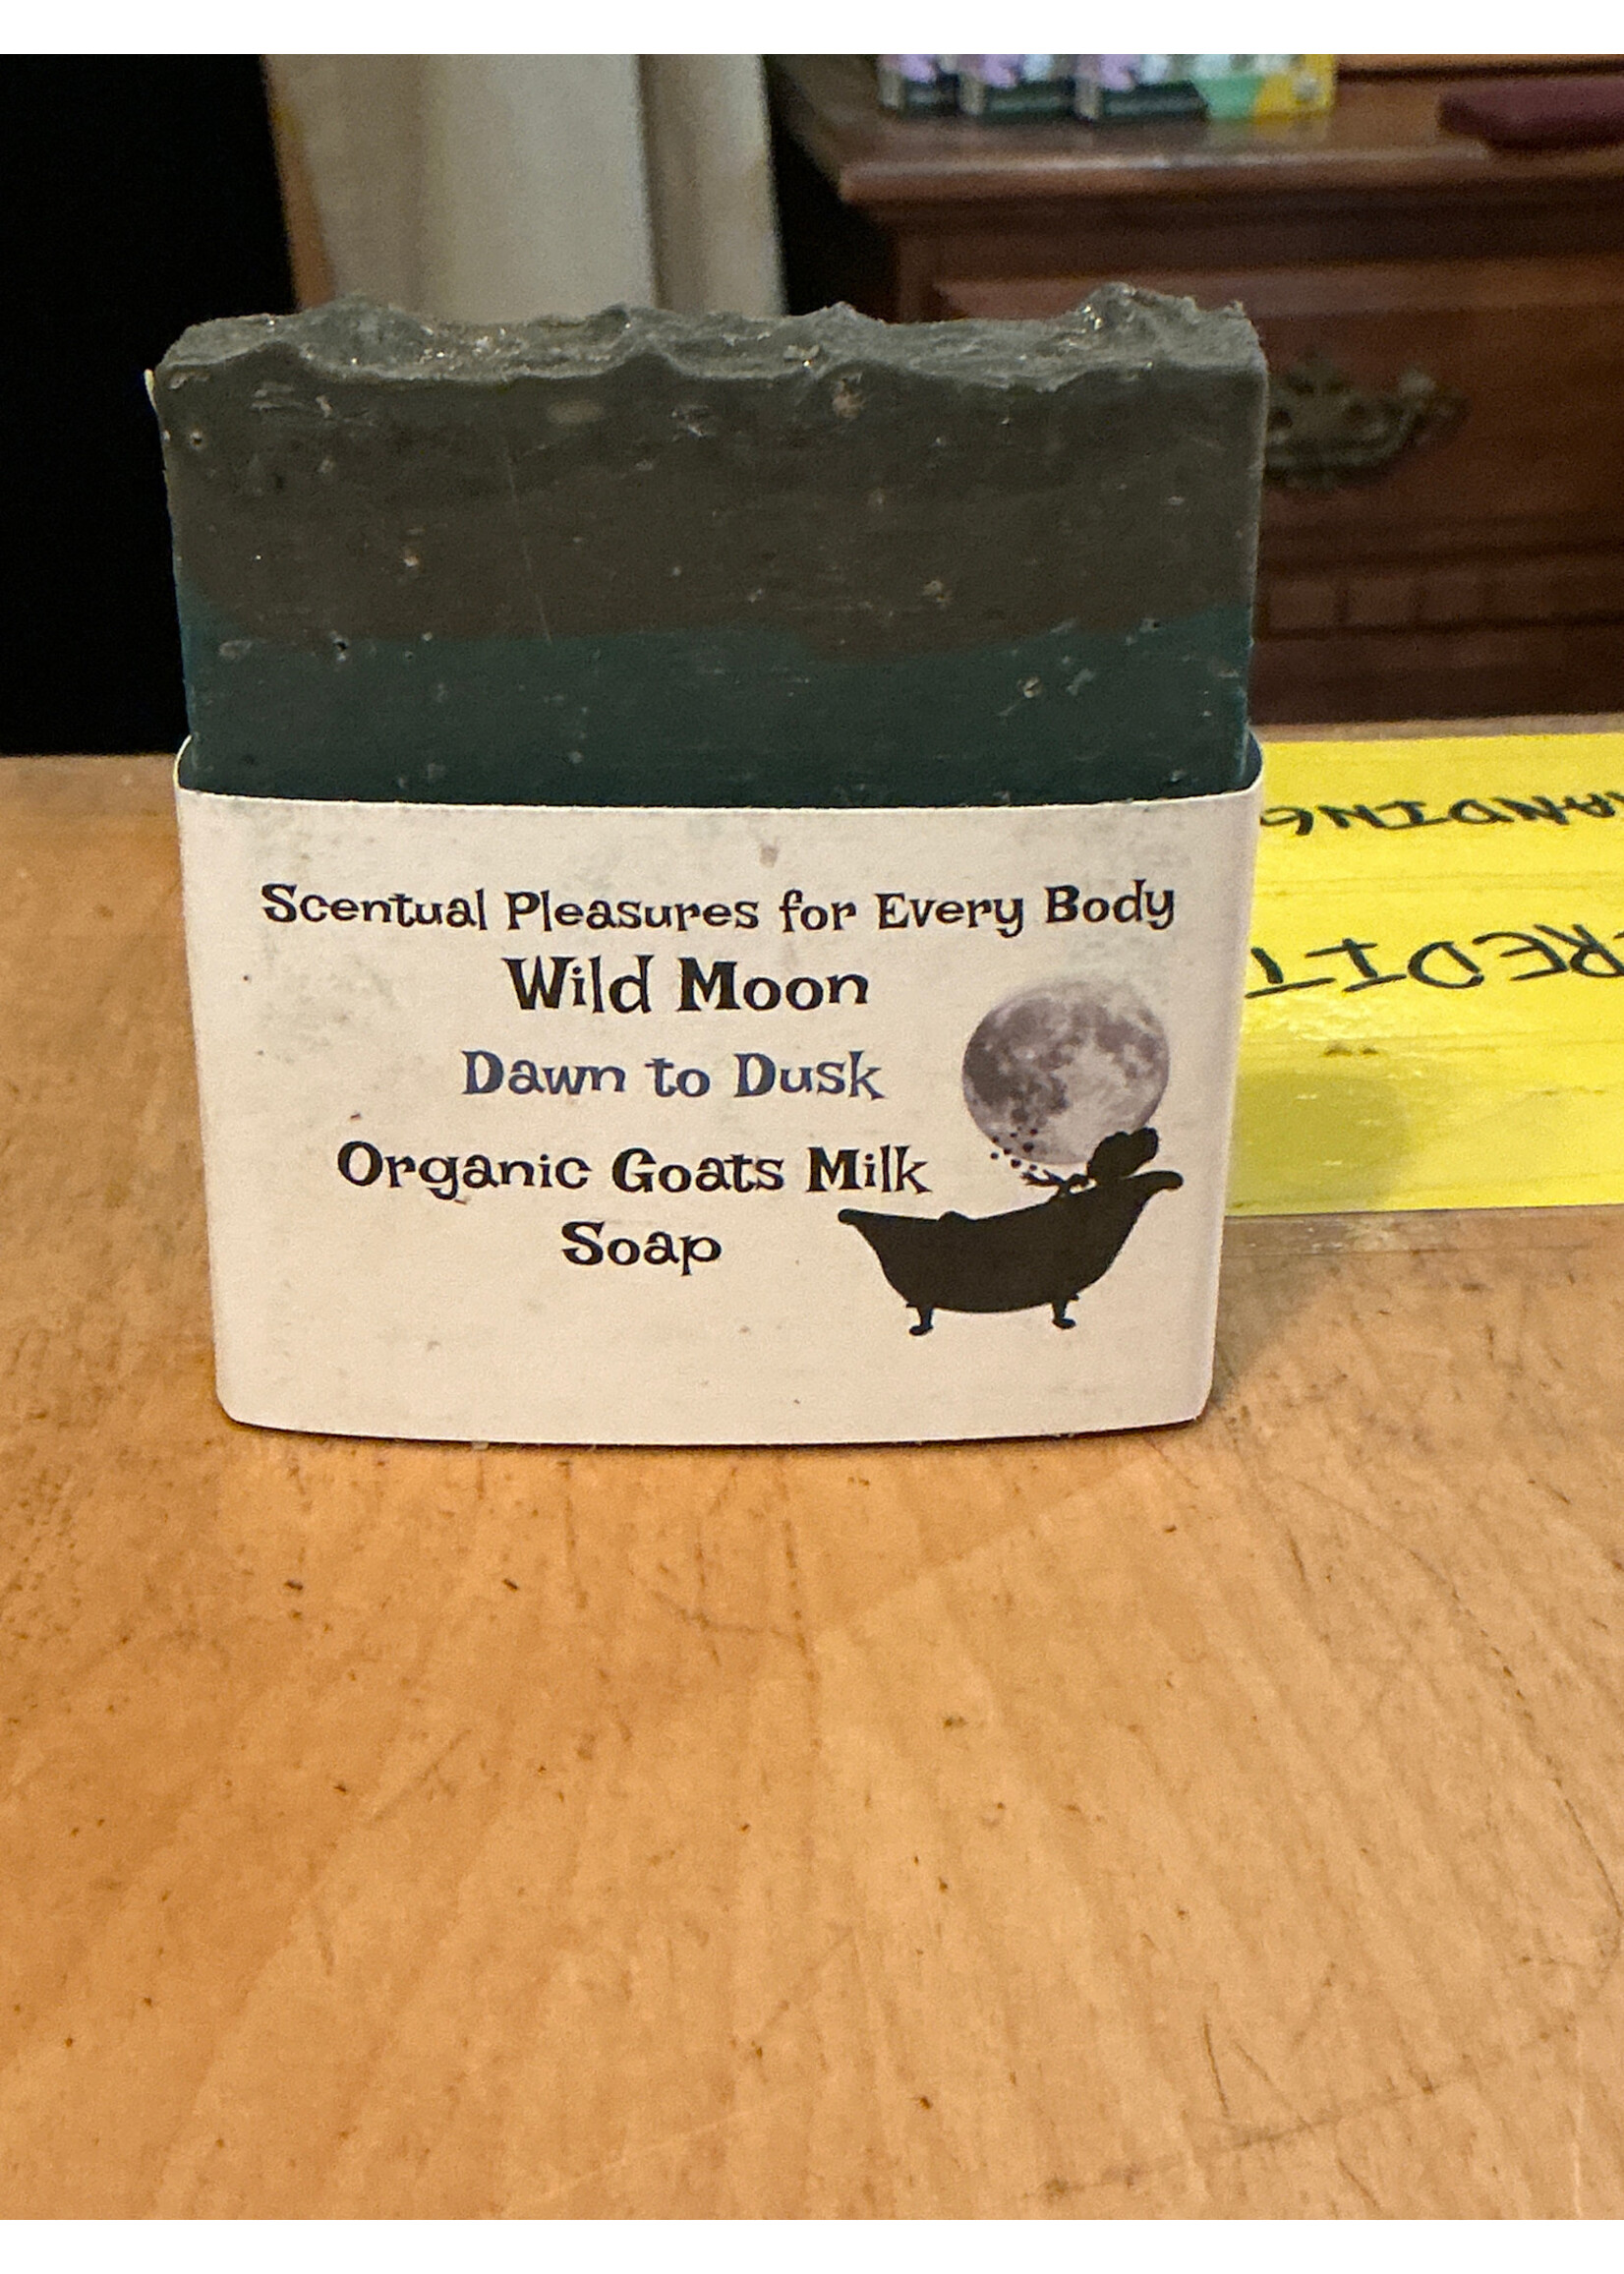 Scentual Pleasures for Every Body
Wild Moon
Dawn to Dusk
Organic Goats Milk
Soap